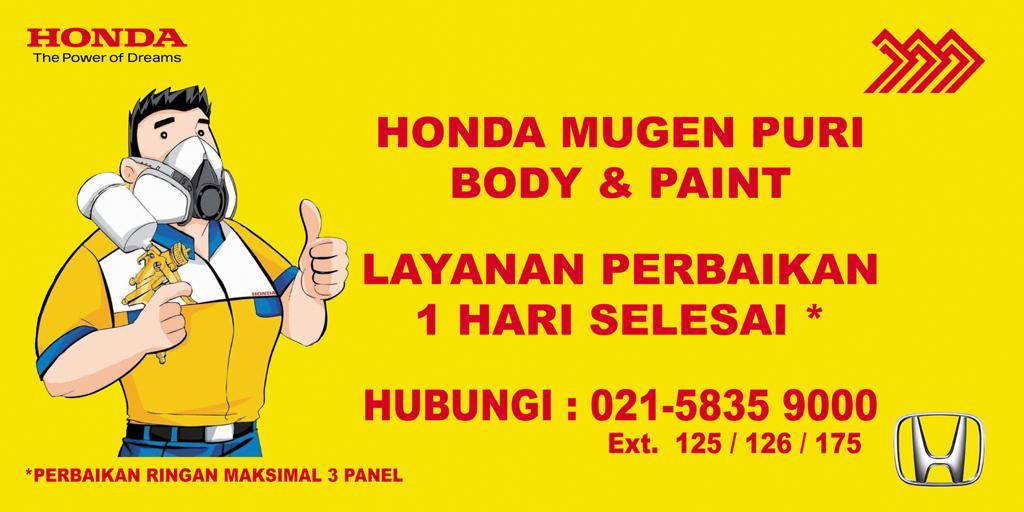 HONDA
The Power of Dreams
HONDA MUGEN PURI
BODY & PAINT
LAYANAN PERBAIKAN
1 HARI SELESAI *
HONDA
HUBUNGI : 021-5835 9000
Ext. 125 / 126 / 175
*PERBAIKAN RINGAN MAKSIMAL 3 PANEL